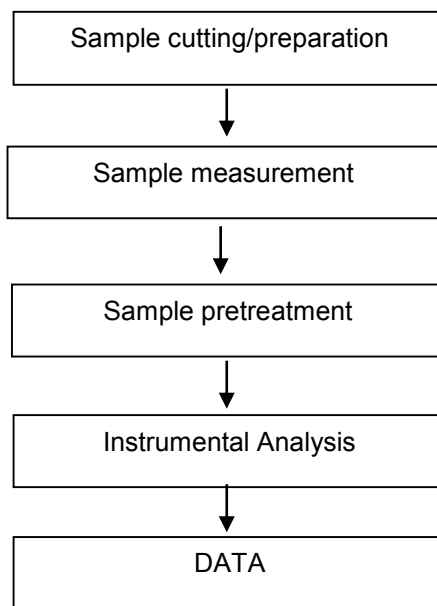 Sample cutting/preparation
Sample measurement
Sample pretreatment
Instrumental Analysis
DATA